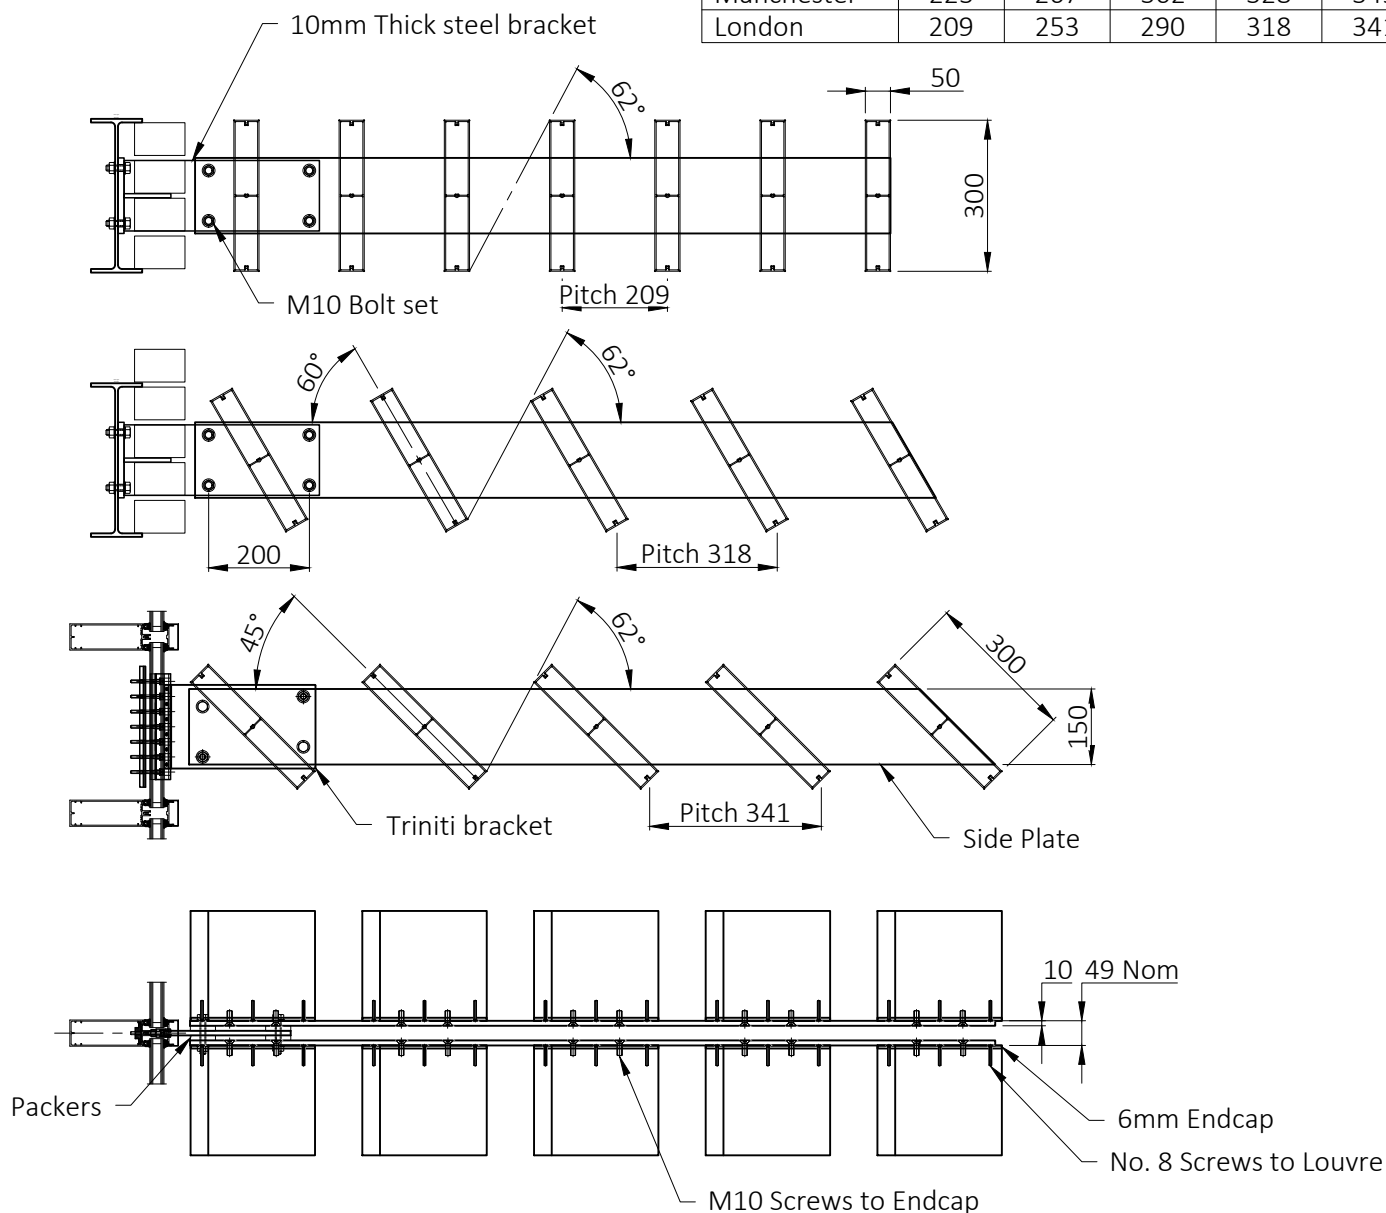 10mm Thick steel bracket
London 209 253 290 318 341
62°
50
300
M10 Bolt set
Pitch 209
60°
62°
200
Pitch 318
45°
62°
300
150
Triniti bracket
Pitch 341
Side Plate
10 49 Nom
Packers
6mm Endcap
No. 8 Screws to Louvre
M10 Screws to Endcap